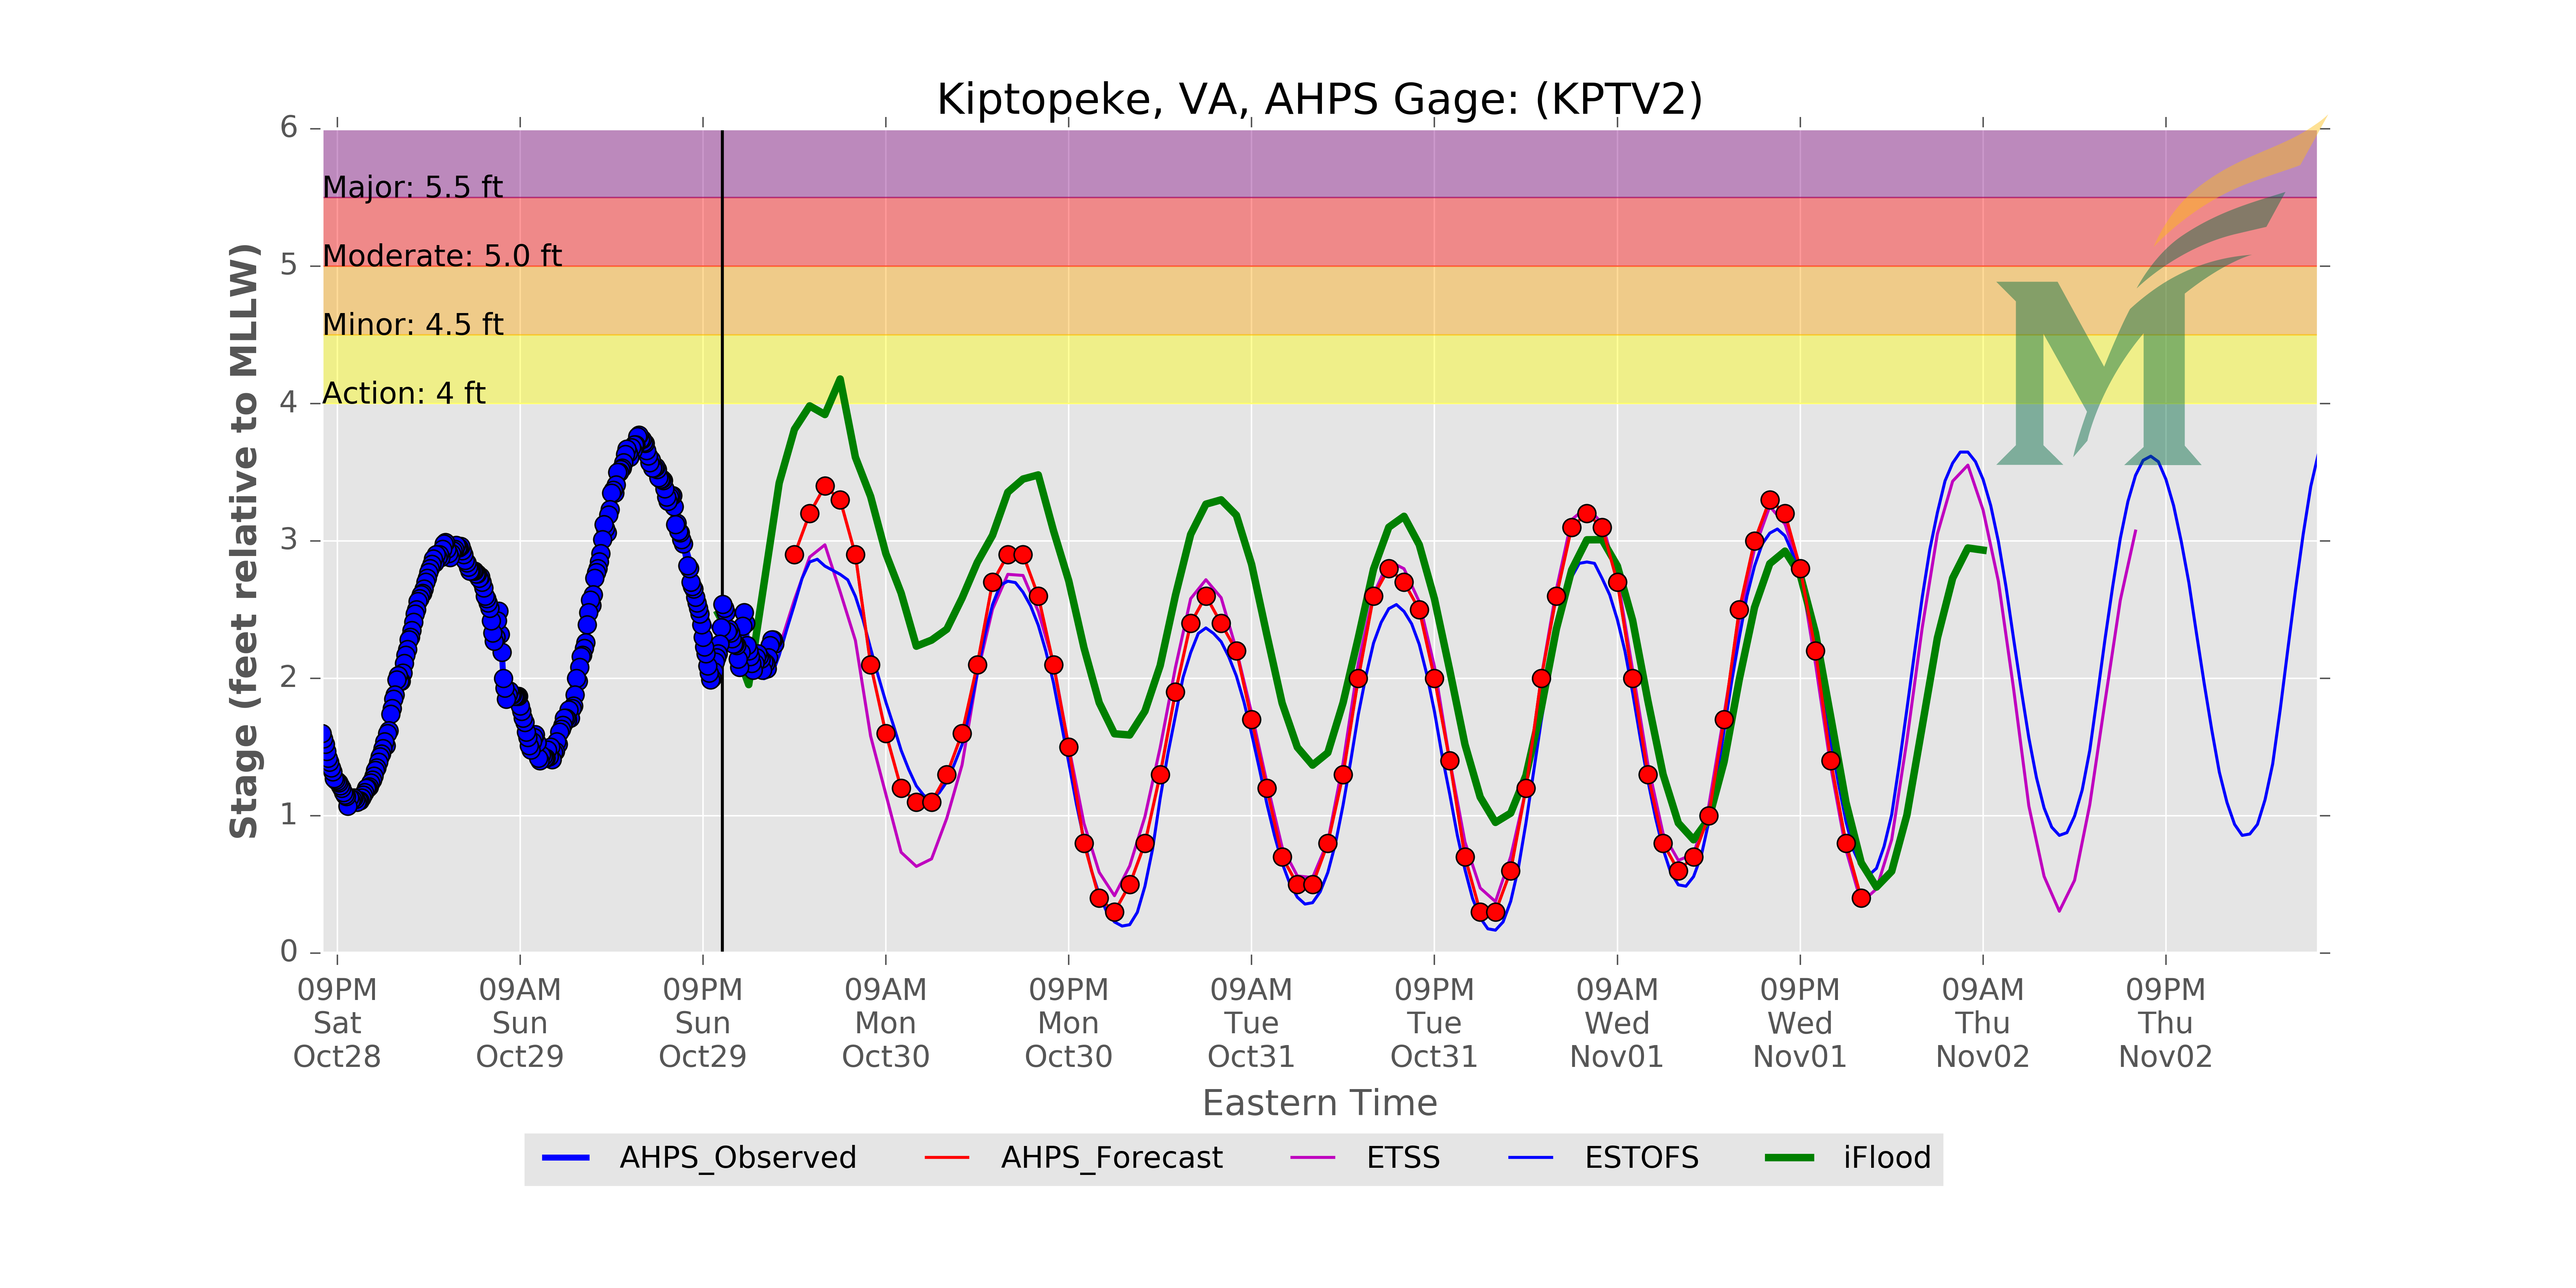 Kiptopeke, VA, AHPS Gage: (KPTV2)
6
Major: 5.5 ft
Moderate: 5.0 ft
5
Minor: 4.5 ft
Action: 4 ft
4
3
2
1
0
Stage (feet relative to MLLW)
09PM 09AM 09PM 09AM 09PM 09AM 09PM 09AM 09PM 09AM 09PM
Sat Sun Sun Mon Mon Tue Tue Wed Wed Thu Thu
Oct28 Oct29 Oct29 Oct30 Oct30 Oct31 Oct31 Nov01 Nov01 Nov02 Nov02
Eastern Time
AHPS_Observed AHPS_Forecast ETSS ESTOFS iFlood
M